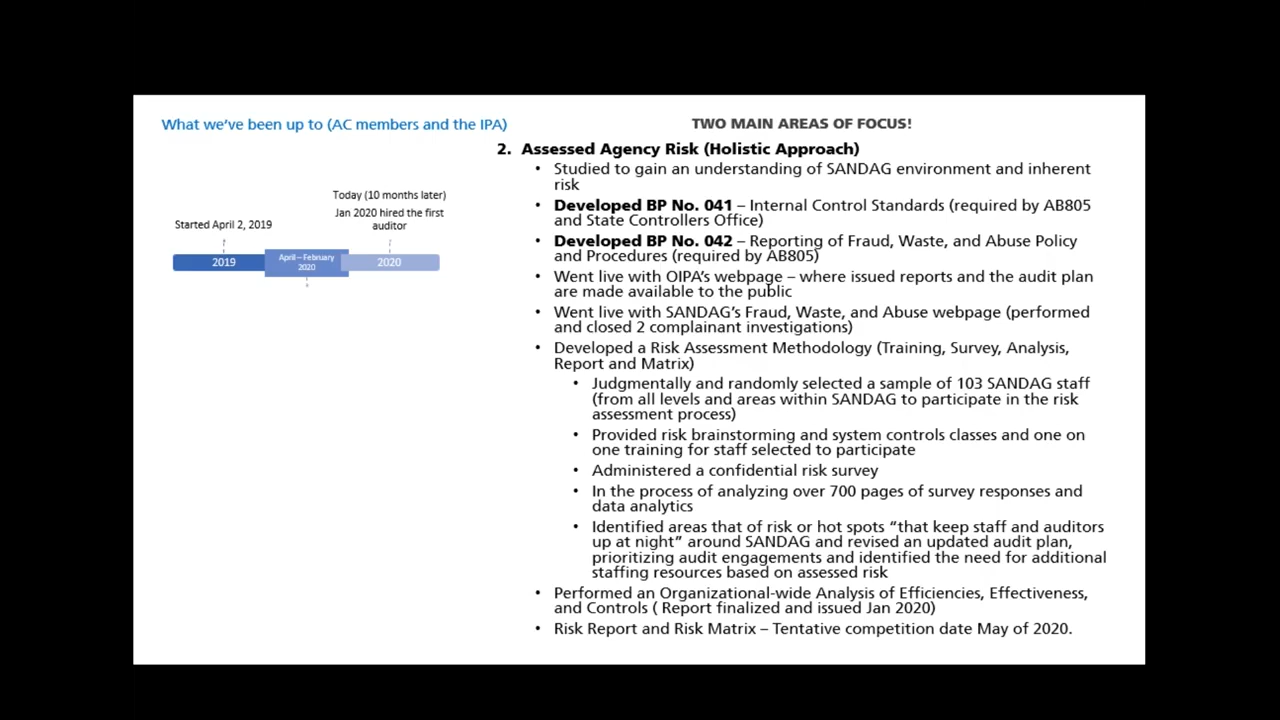 What we've been up to (AC members and the IPA)
TWO MAIN AREAS OF FOCUS!
Today (10 months later)
Jan 2020 hired the first
auditor
Started April 2, 2019
2019
April – February
2020
2020
2. Assessed Agency Risk (Holistic Approach)
• Studied to gain an understanding of SANDAG environment and inherent
risk
• Developed BP No. 041 – Internal Control Standards (required by AB805
and State Controllers Office)
• Developed BP No. 042 – Reporting of Fraud, Waste, and Abuse Policy
and Procedures (required by AB805)
• Went live with OIPA's webpage – where issued reports and the audit plan
are made available to the public
• Went live with SANDAG's Fraud, Waste, and Abuse webpage (performed
and closed 2 complainant investigations)
• Developed a Risk Assessment Methodology (Training, Survey, Analysis,
Report and Matrix)
• Judgmentally and randomly selected a sample of 103 SANDAG staff
(from all levels and areas within SANDAG to participate in the risk
assessment process)
• Provided risk brainstorming and system controls classes and one on
one training for staff selected to participate
• Administered a confidential risk survey
• In the process of analyzing over 700 pages of survey responses and
data analytics
• Identified areas that of risk or hot spots “that keep staff and auditors
up at night” around SANDAG and revised an updated audit plan,
prioritizing audit engagements and identified the need for additional
staffing resources based on assessed risk
• Performed an Organizational-wide Analysis of Efficiencies, Effectiveness,
and Controls ( Report finalized and issued Jan 2020)
• Risk Report and Risk Matrix – Tentative competition date May of 2020.